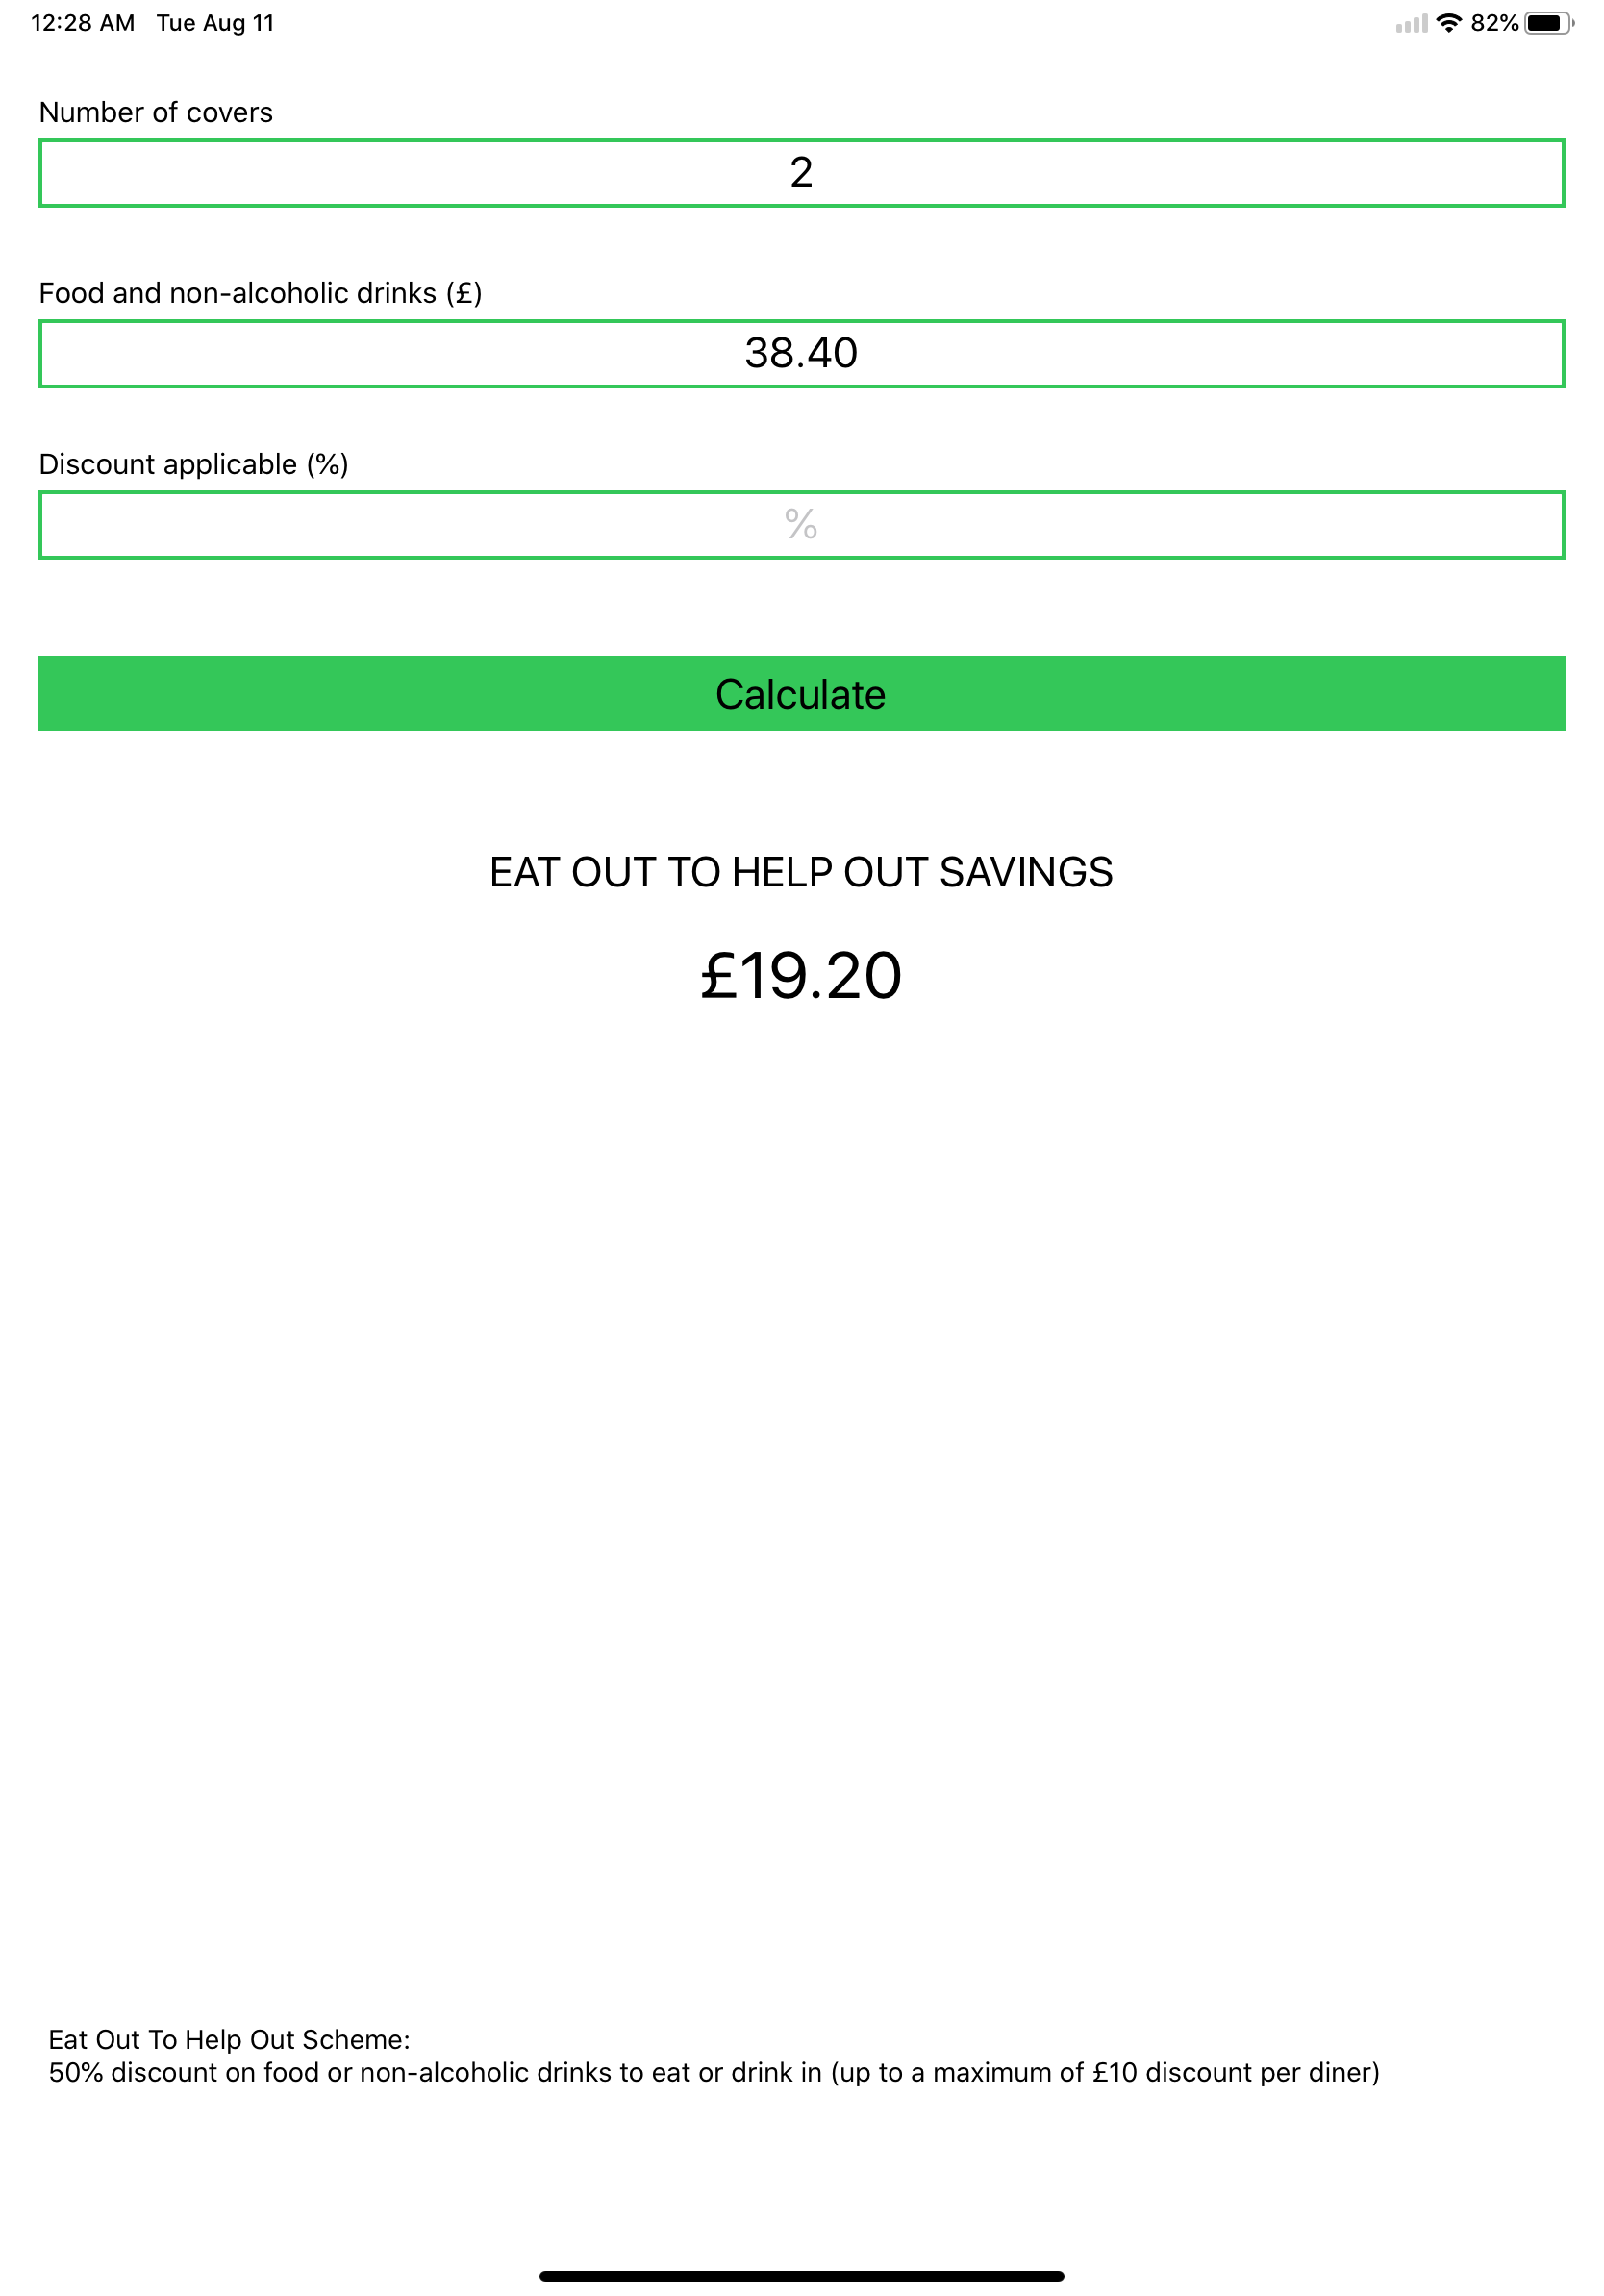 12:28 AM Tue Aug 11 82%
Number of covers
2
Food and non-alcoholic drinks (£)
38.40
Discount applicable (%)
%
Calculate
EAT OUT TO HELP OUT SAVINGS
£19.20
Eat Out To Help Out Scheme:
50% discount on food or non-alcoholic drinks to eat or drink in (up to a maximum of £10 discount per diner)